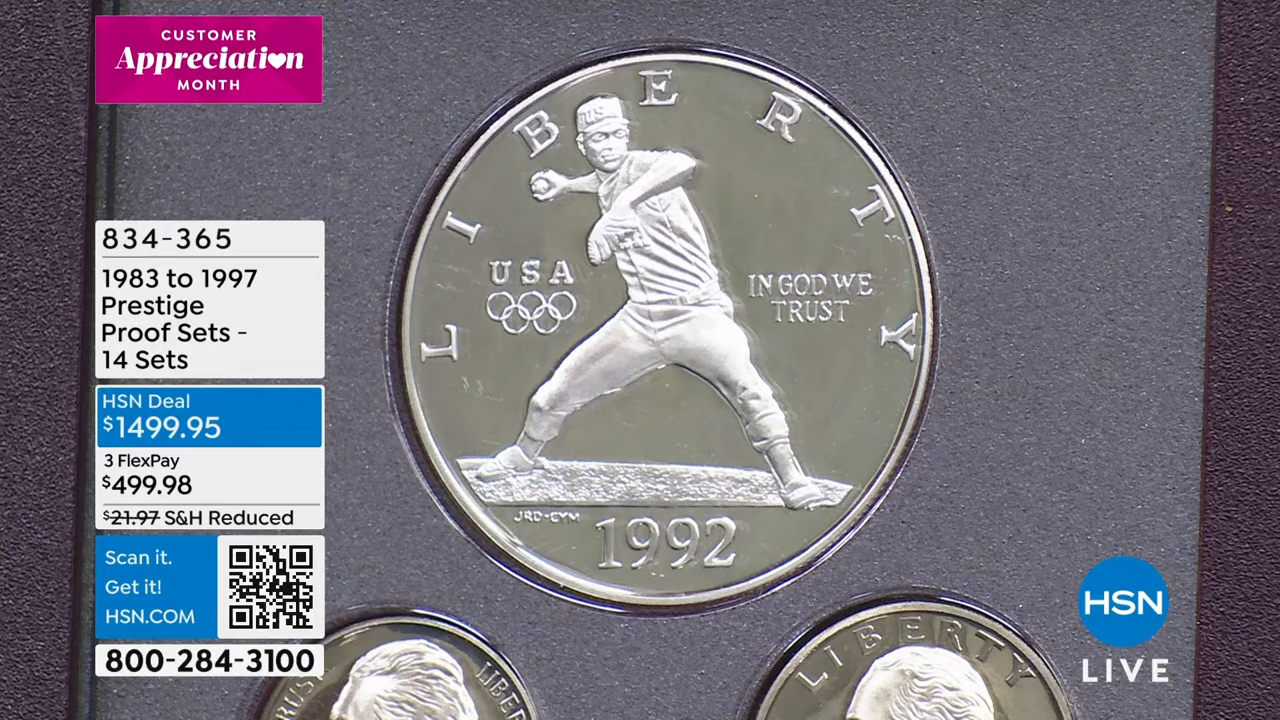 CUSTOMER
Appreciation
MONTH
834-365
1983 to 1997
Prestige
Proof Sets -
14 Sets
HSN Deal
$1499.95
3 FlexPay
$499.98
$21.97 S&H Reduced
Scan it.
Get it!
HSN.COM
800-284-3100
LIBERTY
USA
IN GOD WE
TRUST
JRD-GYM
1992
LIBERTY
HSN
LIVE